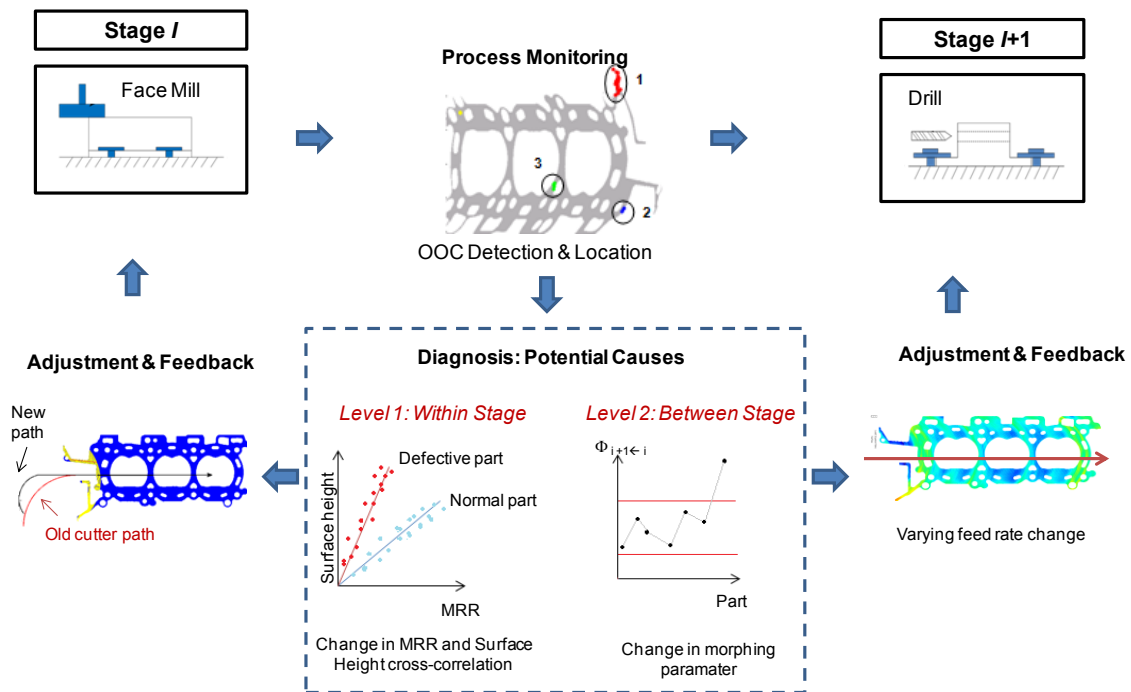 Stage I
Face Mill
Process Monitoring
1
3
2
OOC Detection & Location
Stage I+1
Drill
Adjustment & Feedback
New
path
Old cutter path
Diagnosis: Potential Causes
Level 1: Within Stage
Surface height
Defective part
Normal part
MRR
Change in MRR and Surface
Height cross-correlation
Level 2: Between Stage
Φ i+1← i
Part
Change in morphing
paramater
Adjustment & Feedback
Varying feed rate change